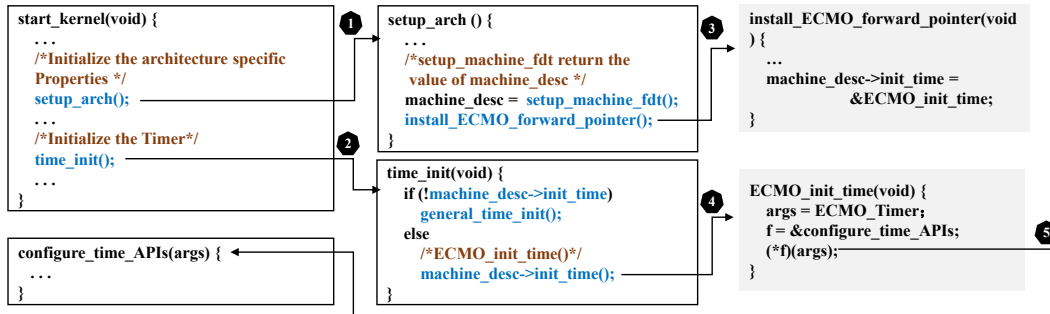 start_kernel(void) {
. . .
/*Initialize the architecture specific
Properties */
setup_arch();
. . .
/*Initialize the Timer*/
time_init();
. . .
}
configure_time_APIs(args) {
. . .
}
1
2
setup_arch () {
. . .
/*setup_machine_fdt return the
value of machine_desc */
machine_desc = setup_machine_fdt();
install_ECMO_forward_pointer();
}
time_init(void) {
if (!machine_desc->init_time)
general_time_init();
else
/*ECMO_init_time()*/
machine_desc->init_time();
}
3
4
install_ECMO_forward_pointer(void
) {
...
machine_desc->init_time =
&ECMO_init_time;
}
ECMO_init_time(void) {
args = ECMO_Timer;
f = &configure_time_APIs;
(*f)(args);
}
5